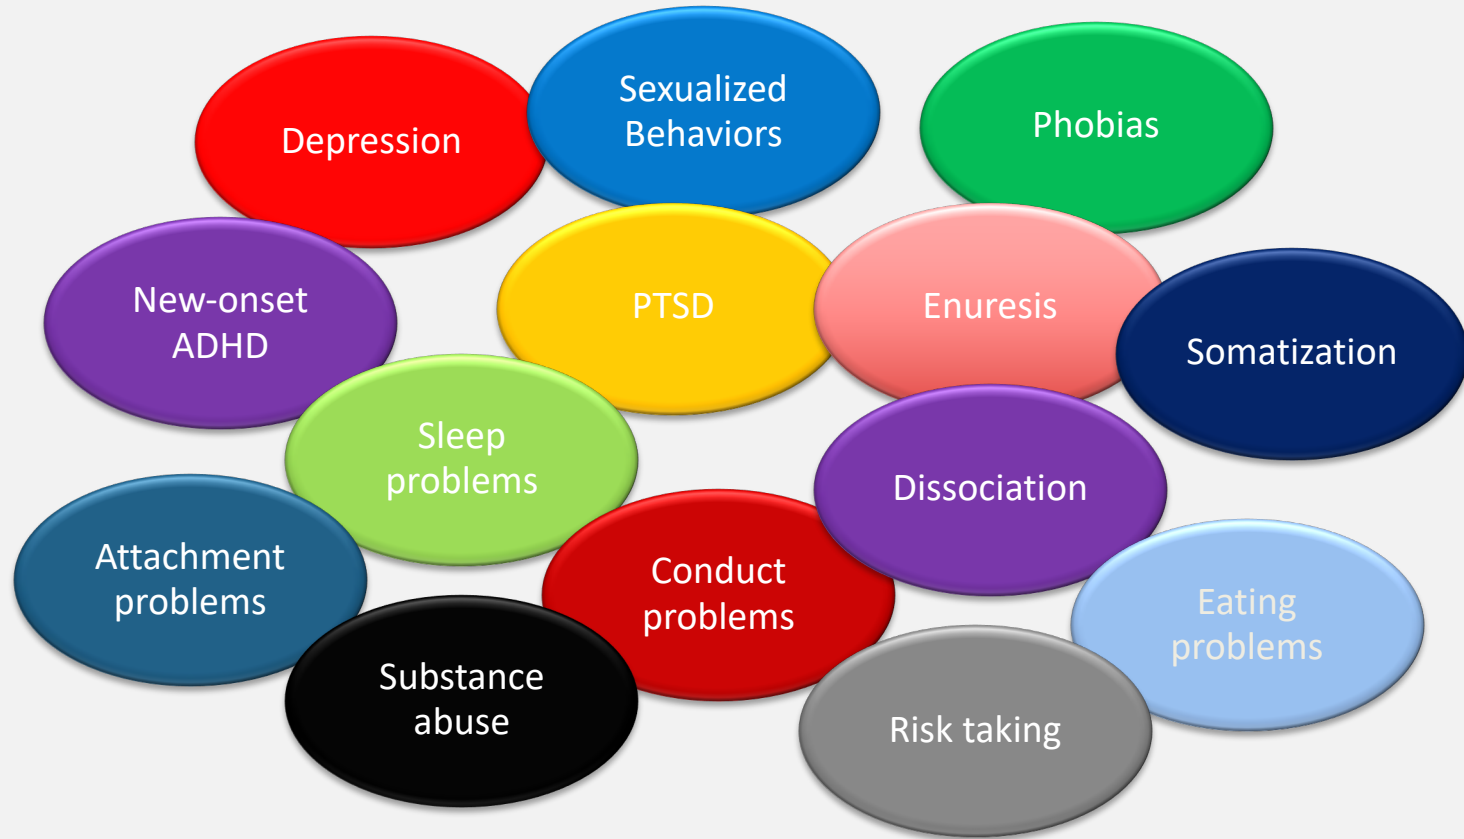 Depression
Sexualized
Behaviors
Phobias
New-onset
ADHD
PTSD
Enuresis
Somatization
Sleep
problems
Dissociation
Attachment
problems
Conduct
problems
Eating
problems
Substance
abuse
Risk taking